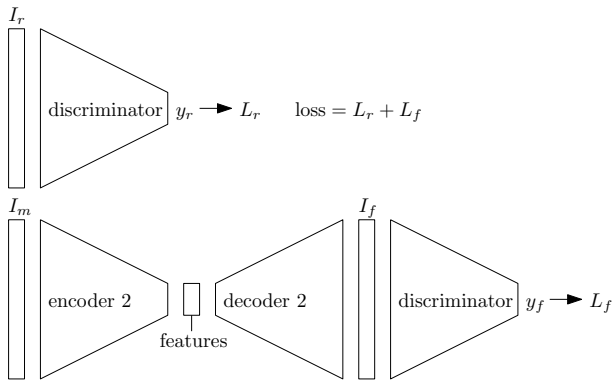 I_r
discriminator y_r L_r loss = L_r + L_f
I_m I_f
encoder 2 decoder 2 discriminator y_f L_f
features